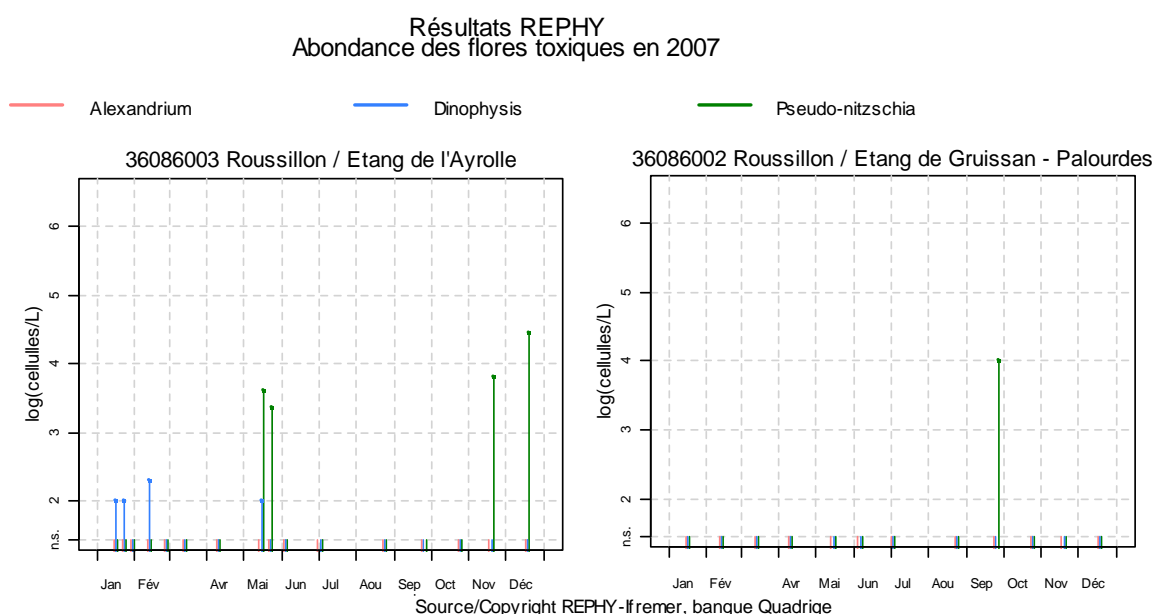 Résultats REPHY
Abondance des flores toxiques en 2007
Alexandrium Dinophysis Pseudo-nitzschia
36086003 Roussillon / Etang de l'Ayrolle
log(cellulles/L)
6
5
4
3
2
n.s.
Jan Fév Avr Mai Jun Jul Aou Sep Oct Nov Déc
36086002 Roussillon / Etang de Gruissan - Palourdes
log(cellulles/L)
6
5
4
3
2
n.s.
Jan Fév Avr Mai Jun Jul Aou Sep Oct Nov Déc
Source/Copyright REPHY-Ifremer, banque Quadrige